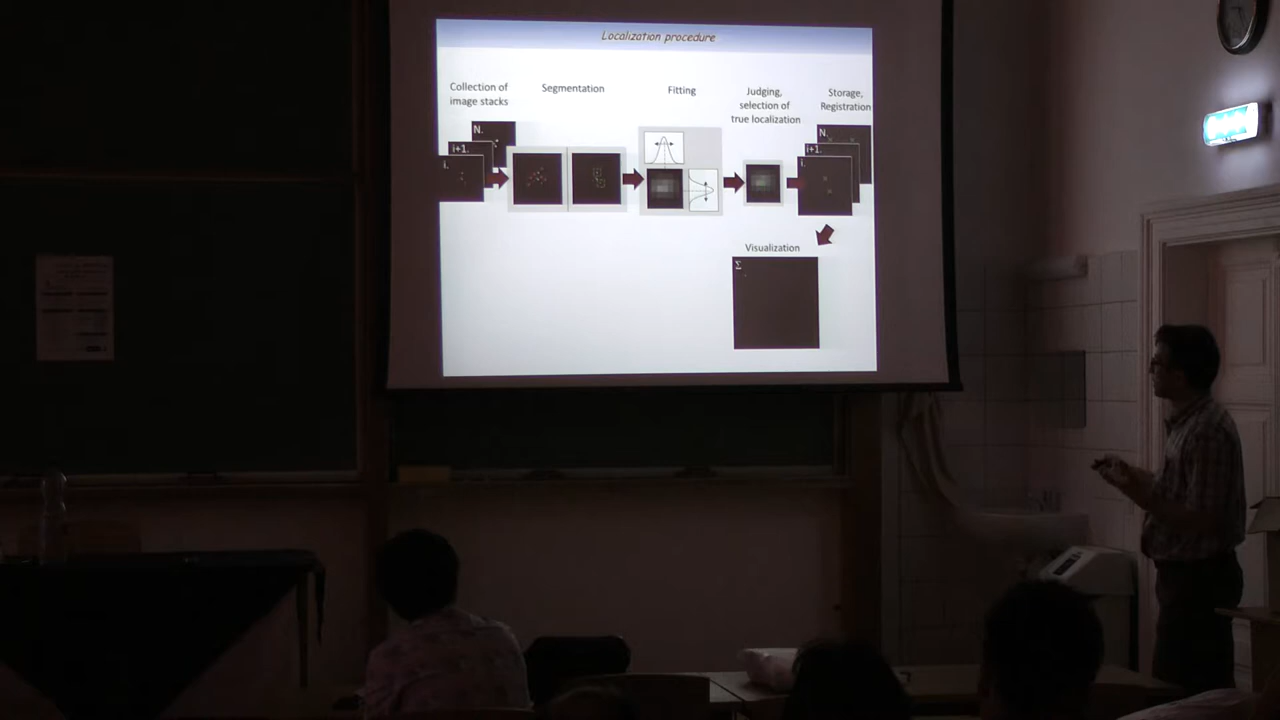 Localization procedure
Collection of
image stacks
Segmentation
Fitting
Judging,
selection of
true localization
Storage,
Registration
N.
i+1.
i.
N.
i+1.
i.
Visualization
Σ